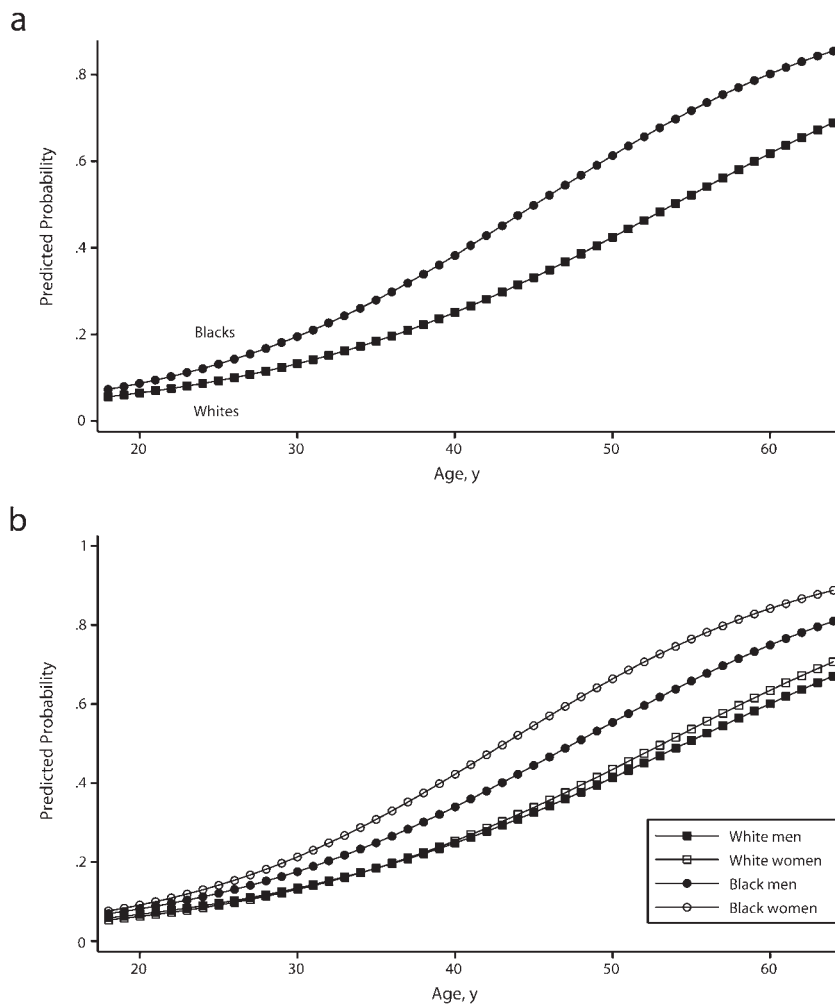 a
.8
.6
.4
.2
0
Predicted Probability
Blacks
Whites
20 30 40 50 60
Age, y
b
1
.8
.6
.4
.2
0
Predicted Probability
White men
White women
Black men
Black women
20 30 40 50 60
Age, y